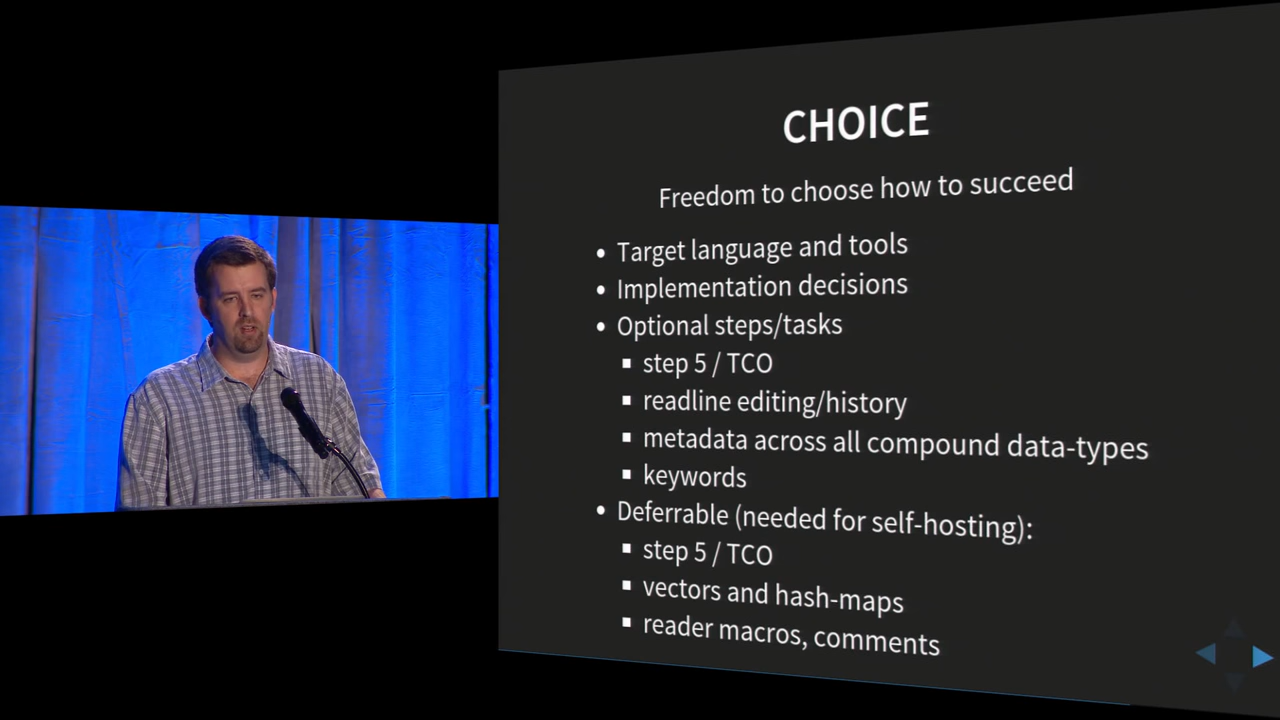 CHOICE
Freedom to choose how to succeed
• Target language and tools
• Implementation decisions
• Optional steps/tasks
▪ step 5 / TCO
▪ readline editing/history
▪ metadata across all compound data-types
▪ keywords
• Deferrable (needed for self-hosting):
▪ step 5 / TCO
▪ vectors and hash-maps
▪ reader macros, comments